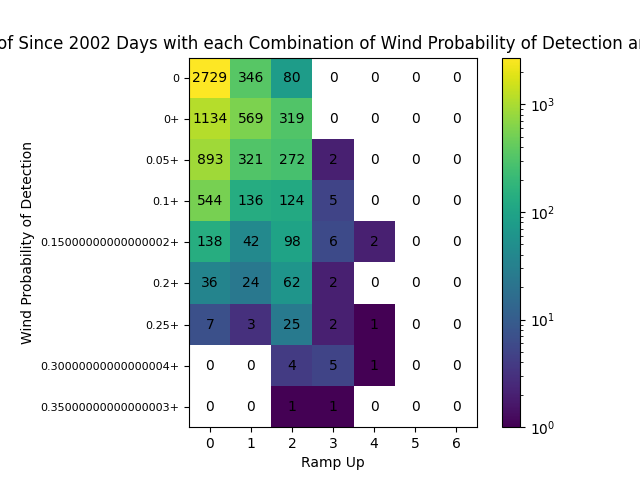 of Since 2002 Days with each Combination of Wind Probability of Detection
Wind Probability of Detection
0 2729 346 80 0 0 0 0
0+ 1134 569 319 0 0 0 0
0.05+ 893 321 272 2 0 0 0
0.1+ 544 136 124 5 0 0 0
0.15000000000000002+ 138 42 98 6 2 0 0
0.2+ 36 24 62 2 0 0 0
0.25+ 7 3 25 2 1 0 0
0.30000000000000004+ 0 0 4 5 1 0 0
0.35000000000000003+ 0 0 1 1 0 0 0
0 1 2 3 4 5 6
Ramp Up
10³
10²
10¹
10⁰